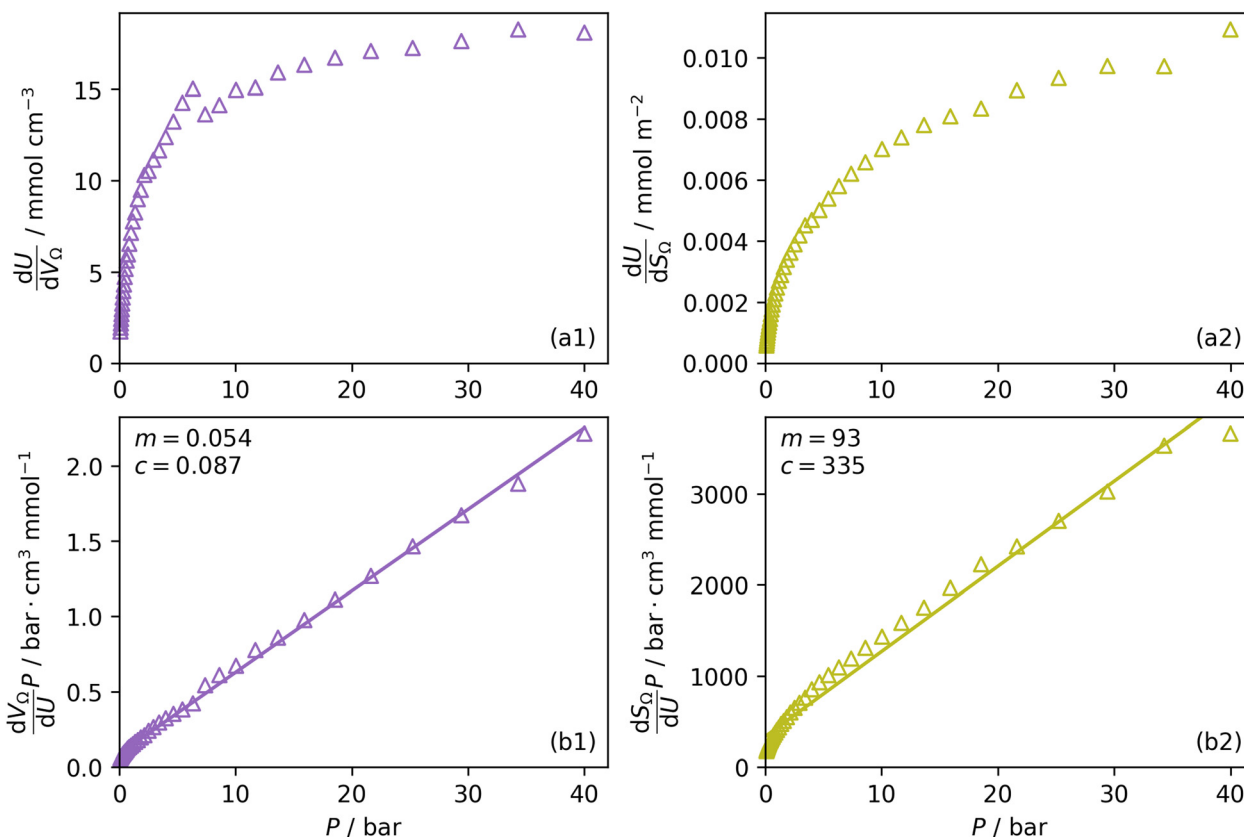 dU/dV_Ω / mmol cm⁻³
15
10
5
0
0 10 20 30 40
(a1)
dU/dS_Ω / mmol m⁻²
0.010
0.008
0.006
0.004
0.002
0.000
0 10 20 30 40
(a2)
dV_Ω/dU P / bar · cm³ mmol⁻¹
m = 0.054
c = 0.087
2.0
1.5
1.0
0.5
0.0
0 10 20 30 40
P / bar
(b1)
dS_Ω/dU P / bar · cm³ mmol⁻¹
m = 93
c = 335
3000
2000
1000
0
0 10 20 30 40
P / bar
(b2)